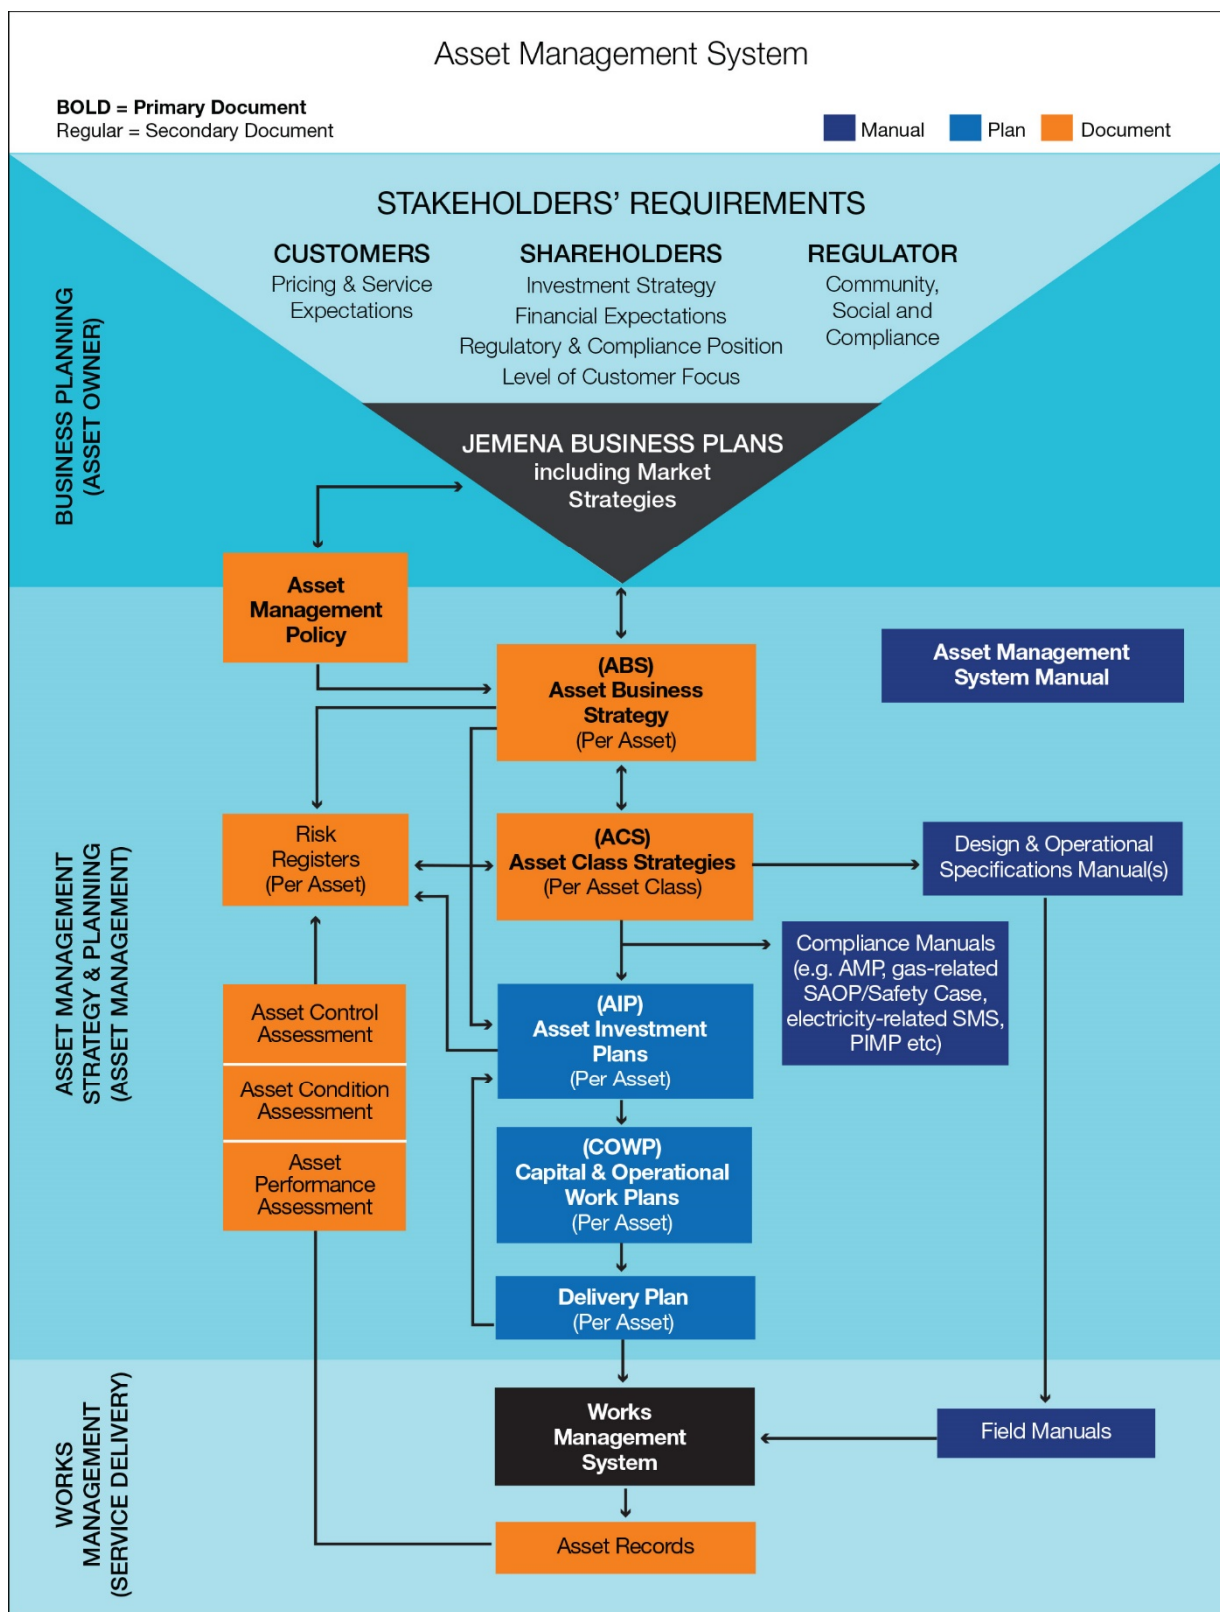 Asset Management System
BOLD = Primary Document
Regular = Secondary Document
Manual
Plan
Document
STAKEHOLDERS' REQUIREMENTS
CUSTOMERS
Pricing & Service
Expectations
SHAREHOLDERS
Investment Strategy
Financial Expectations
Regulatory & Compliance Position
Level of Customer Focus
REGULATOR
Community,
Social and
Compliance
BUSINESS PLANNING
(ASSET OWNER)
JEMENA BUSINESS PLANS
including Market
Strategies
Asset
Management
Policy
(ABS)
Asset Business
Strategy
(Per Asset)
Asset Management
System Manual
ASSET MANAGEMENT
STRATEGY & PLANNING
(ASSET MANAGEMENT)
Risk
Registers
(Per Asset)
(ACS)
Asset Class Strategies
(Per Asset Class)
Design & Operational
Specifications Manual(s)
Compliance Manuals
(e.g. AMP, gas-related
SAOP/Safety Case,
electricity-related SMS,
PIMP etc)
Asset Control
Assessment
Asset Condition
Assessment
Asset
Performance
Assessment
(AIP)
Asset Investment
Plans
(Per Asset)
(COWP)
Capital & Operational
Work Plans
(Per Asset)
Delivery Plan
(Per Asset)
WORKS
MANAGEMENT
(SERVICE DELIVERY)
Works
Management
System
Field Manuals
Asset Records